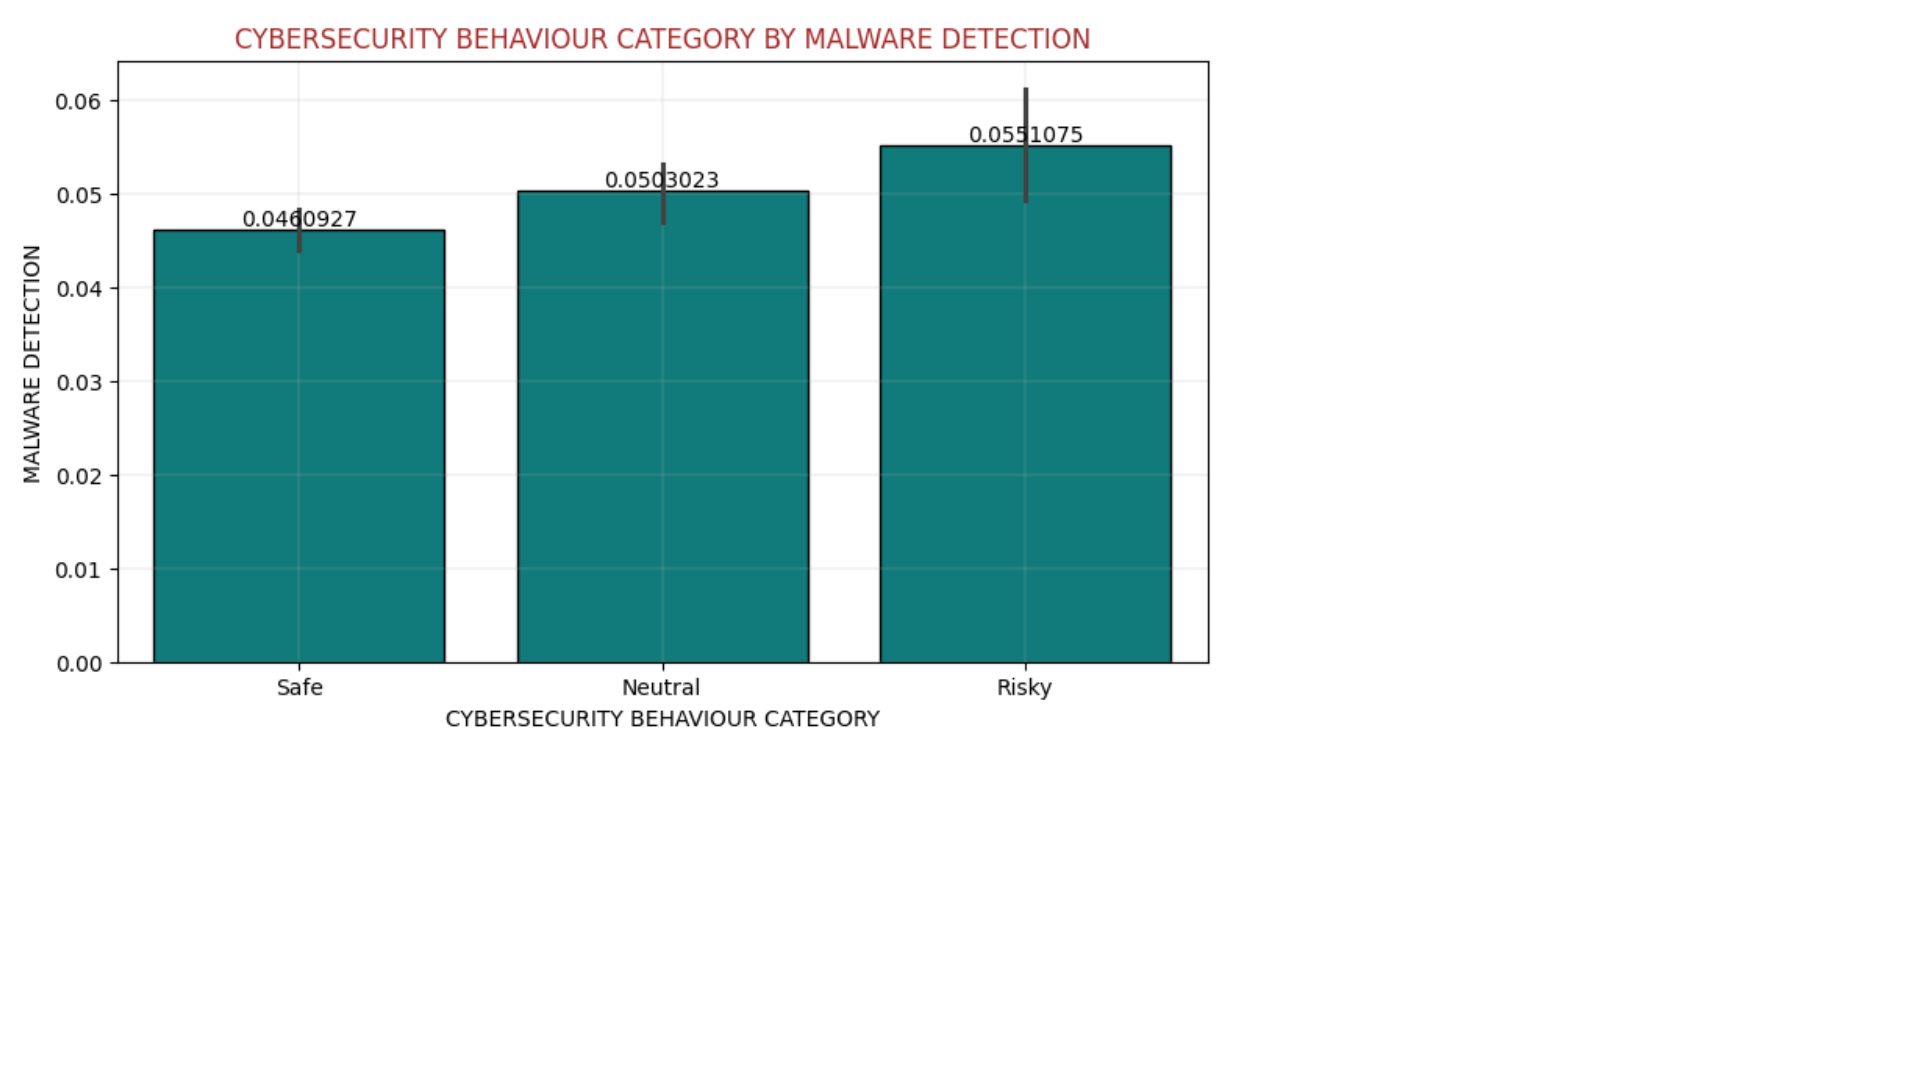 CYBERSECURITY BEHAVIOUR CATEGORY BY MALWARE DETECTION
MALWARE DETECTION
0.06
0.05
0.04
0.03
0.02
0.01
0.00
0.0460927
0.0503023
0.0551075
Safe Neutral Risky
CYBERSECURITY BEHAVIOUR CATEGORY